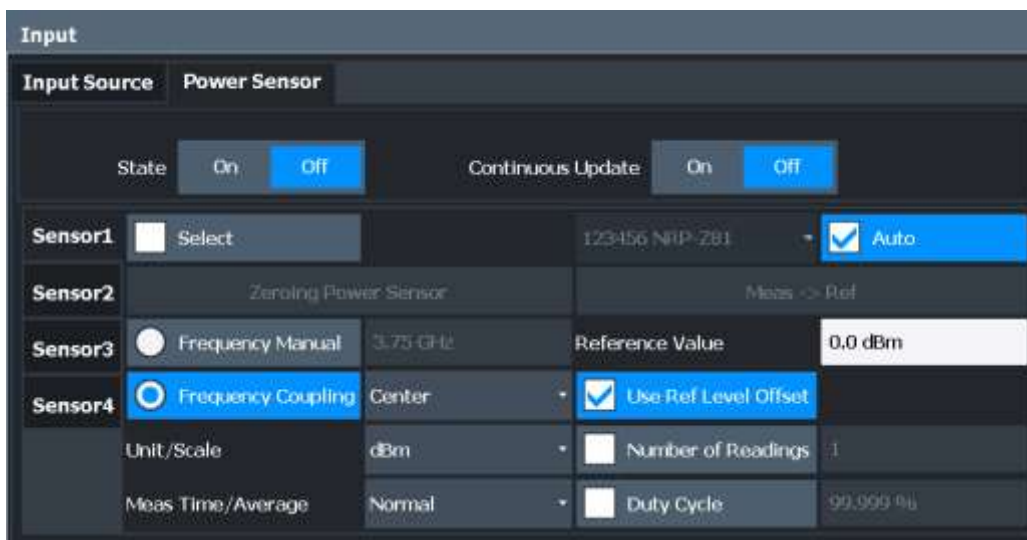 Input
Input Source Power Sensor
State On Off Continuous Update On Off
Sensor1 Select 123456 NRP-Z81 Auto
Sensor2 Zeroing Power Sensor Meas -> Ref
Sensor3 Frequency Manual 3.75 GHz Reference Value 0.0 dBm
Sensor4 Frequency Coupling Center Use Ref Level Offset
Unit/Scale dBm Number of Readings 1
Meas Time/Average Normal Duty Cycle 99.999 %